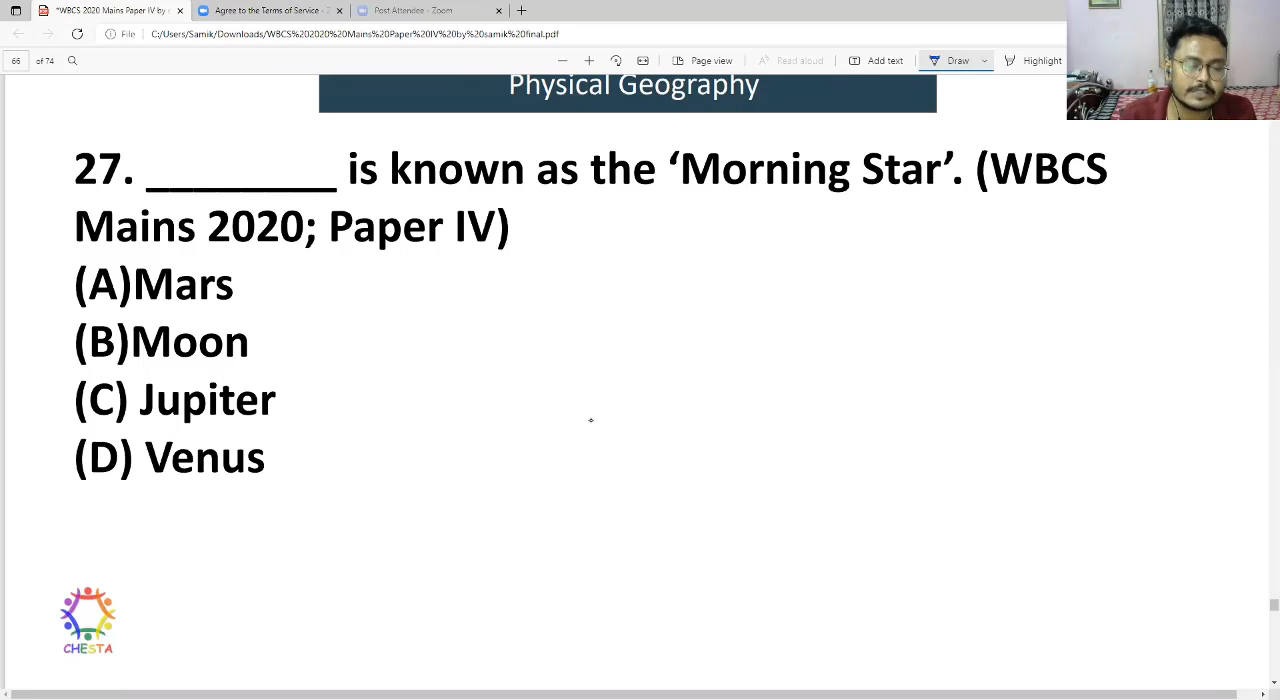 *WBCS 2020 Mains Paper IV by s
Agree to the Terms of Service - Z
Post Attendee - Zoom
File
C:/Users/Samik/Downloads/WBCS%202020%20Mains%20Paper%20IV%20by%20samik%20final.pdf
66 of 74
Page view
Read aloud
Add text
Draw
Highlight
Physical Geography
27. ________ is known as the ‘Morning Star’. (WBCS
Mains 2020; Paper IV)
(A)Mars
(B)Moon
(C) Jupiter
(D) Venus
CHESTA